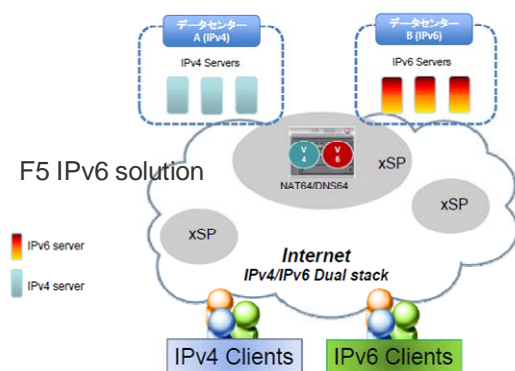 データセンター
A (IPv4)
データセンター
B (IPv6)
IPv4 Servers
IPv6 Servers
V
4
V
6
xSP
NAT64/DNS64
F5 IPv6 solution
xSP
xSP
IPv6 server
IPv4 server
Internet
IPv4/IPv6 Dual stack
IPv4 Clients
IPv6 Clients